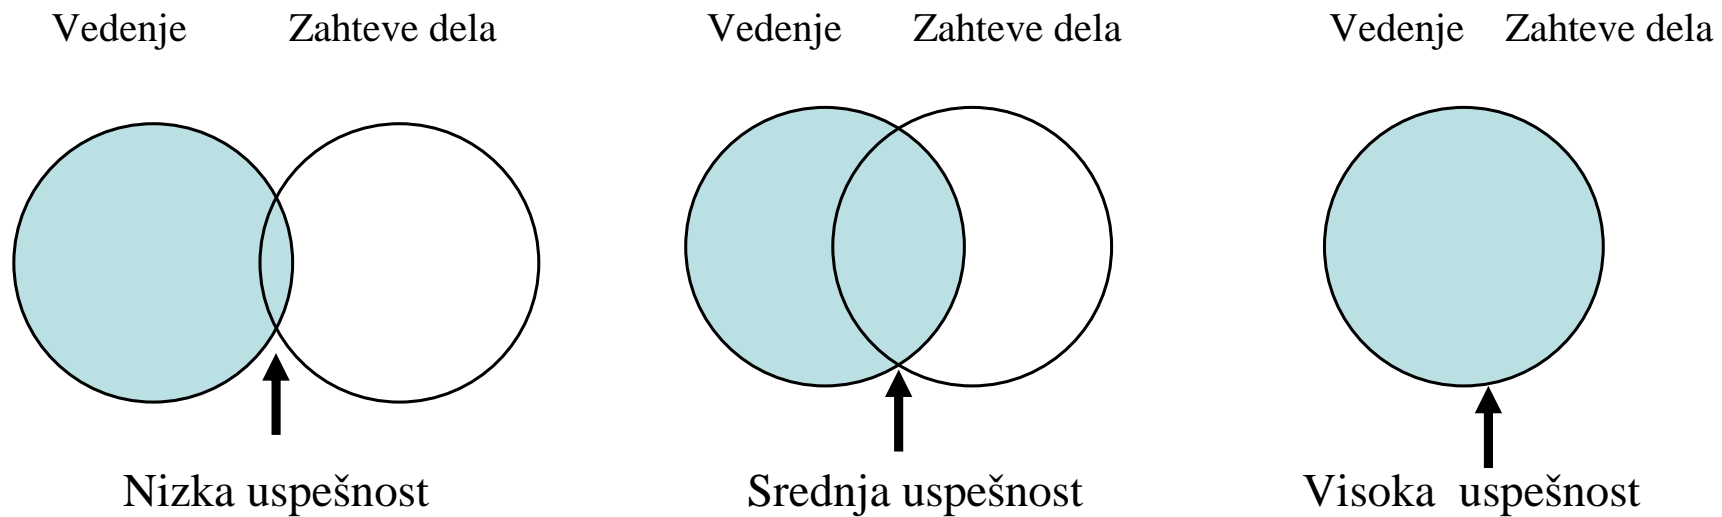 Vedenje Zahteve dela Vedenje Zahteve dela Vedenje Zahteve dela
Nizka uspešnost Srednja uspešnost Visoka uspešnost